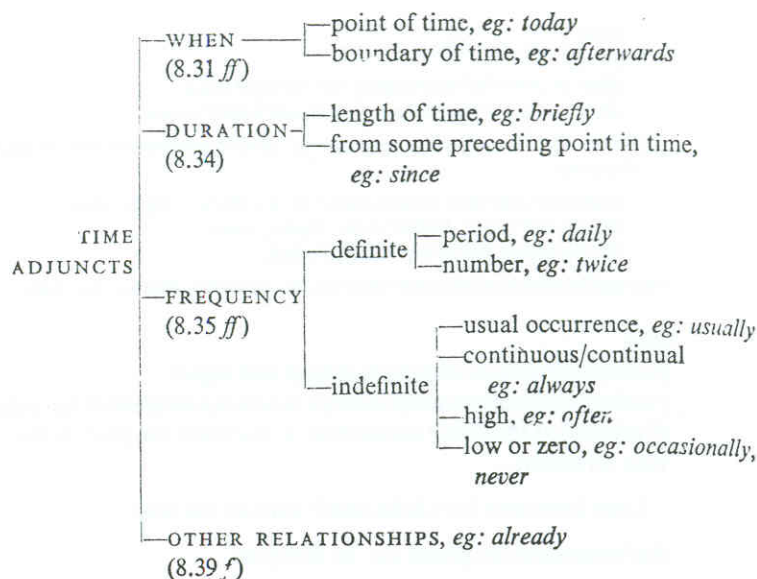 WHEN
(8.31 ff)
point of time, eg: today
boundary of time, eg: afterwards
DURATION
(8.34)
length of time, eg: briefly
from some preceding point in time,
eg: since
TIME
ADJUNCTS
FREQUENCY
(8.35 ff)
definite
period, eg: daily
number, eg: twice
indefinite
usual occurrence, eg: usually
continuous/continual
eg: always
high, eg: often
low or zero, eg: occasionally,
never
OTHER RELATIONSHIPS, eg: already
(8.39 f)